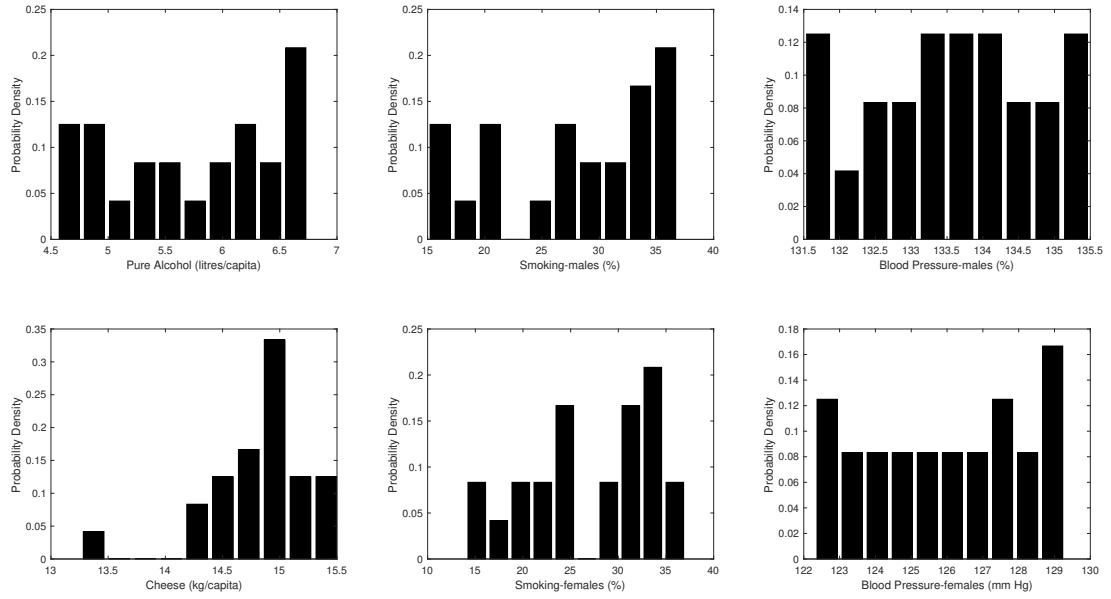 0.25
0.2
0.15
0.1
0.05
0
Probability Density
4.5 5 5.5 6 6.5 7
Pure Alcohol (litres/capita)
0.25
0.2
0.15
0.1
0.05
0
Probability Density
15 20 25 30 35 40
Smoking-males (%)
0.14
0.12
0.1
0.08
0.06
0.04
0.02
0
Probability Density
131.5 132 132.5 133 133.5 134 134.5 135 135.5
Blood Pressure-males (%)
0.35
0.3
0.25
0.2
0.15
0.1
0.05
0
Probability Density
13 13.5 14 14.5 15 15.5
Cheese (kg/capita)
0.25
0.2
0.15
0.1
0.05
0
Probability Density
10 15 20 25 30 35 40
Smoking-females (%)
0.18
0.16
0.14
0.12
0.1
0.08
0.06
0.04
0.02
0
Probability Density
122 123 124 125 126 127 128 129 130
Blood Pressure-females (mm Hg)